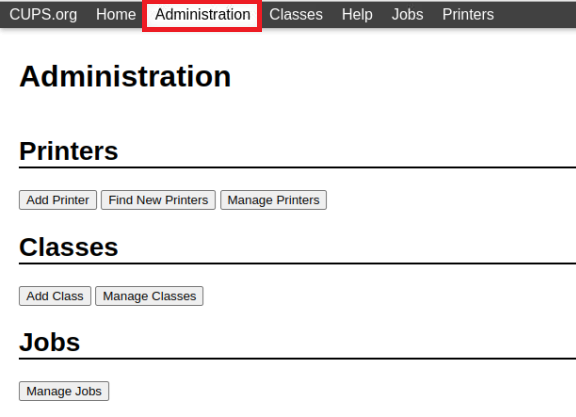 CUPS.org Home Administration Classes Help Jobs Printers
Administration
Printers
Add Printer Find New Printers Manage Printers
Classes
Add Class Manage Classes
Jobs
Manage Jobs